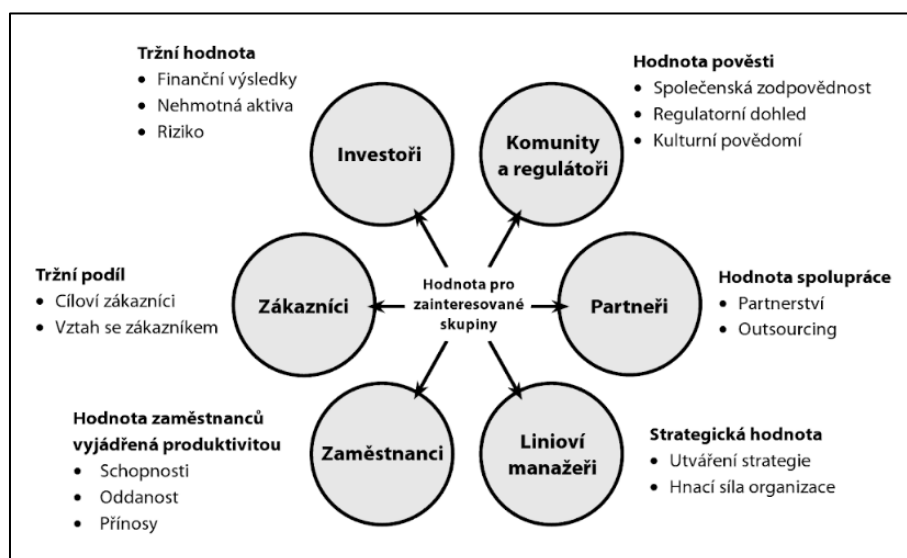 Tržní hodnota
• Finanční výsledky
• Nehmotná aktiva
• Riziko
Investoři
Hodnota pověsti
• Společenská zodpovědnost
• Regulatorní dohled
• Kulturní povědomí
Komunity
a regulátoři
Tržní podíl
• Cíloví zákazníci
• Vztah se zákazníkem
Zákazníci
Hodnota pro
zainteresované
skupiny
Partneři
Hodnota spolupráce
• Partnerství
• Outsourcing
Hodnota zaměstnanců
vyjádřená produktivitou
• Schopnosti
• Oddanost
• Přínosy
Zaměstnanci
Linioví
manažeři
Strategická hodnota
• Utváření strategie
• Hnací síla organizace